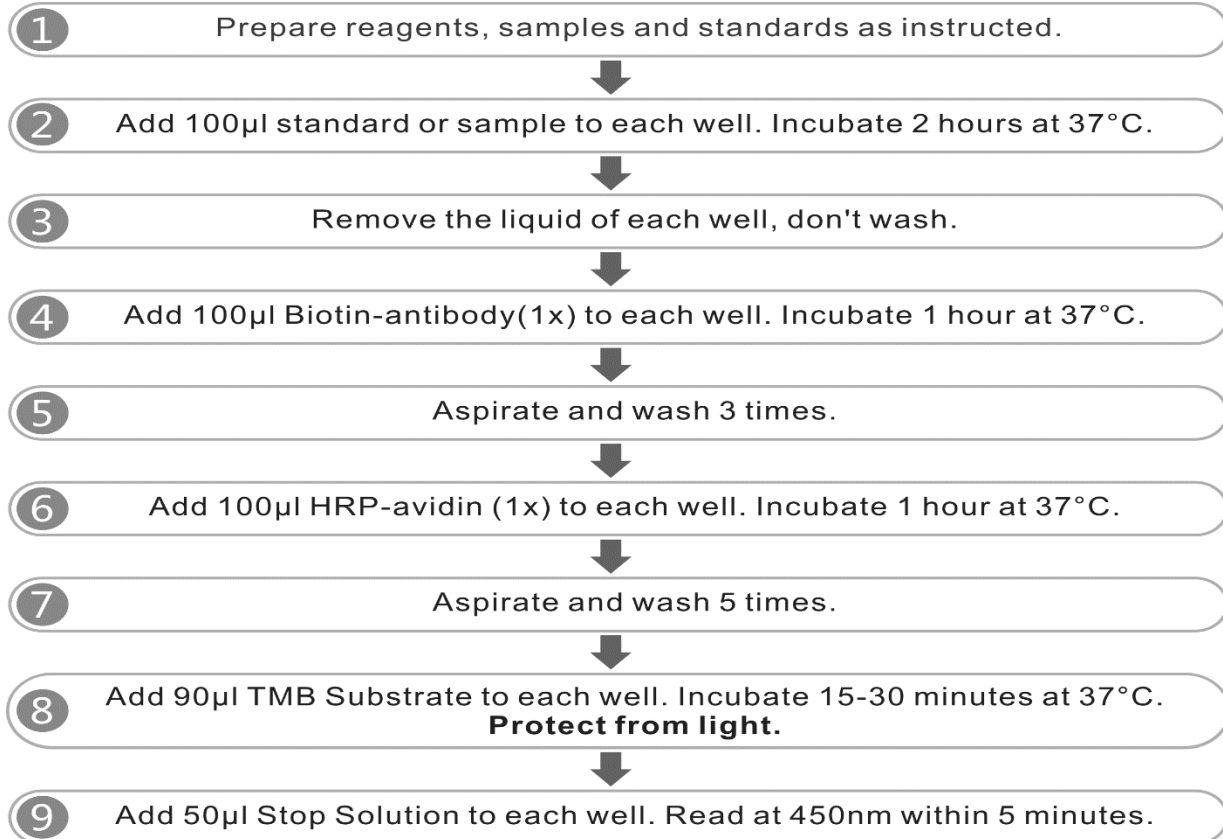 1 Prepare reagents, samples and standards as instructed.
2 Add 100µl standard or sample to each well. Incubate 2 hours at 37°C.
3 Remove the liquid of each well, don't wash.
4 Add 100µl Biotin-antibody(1x) to each well. Incubate 1 hour at 37°C.
5 Aspirate and wash 3 times.
6 Add 100µl HRP-avidin (1x) to each well. Incubate 1 hour at 37°C.
7 Aspirate and wash 5 times.
8 Add 90µl TMB Substrate to each well. Incubate 15-30 minutes at 37°C.
Protect from light.
9 Add 50µl Stop Solution to each well. Read at 450nm within 5 minutes.